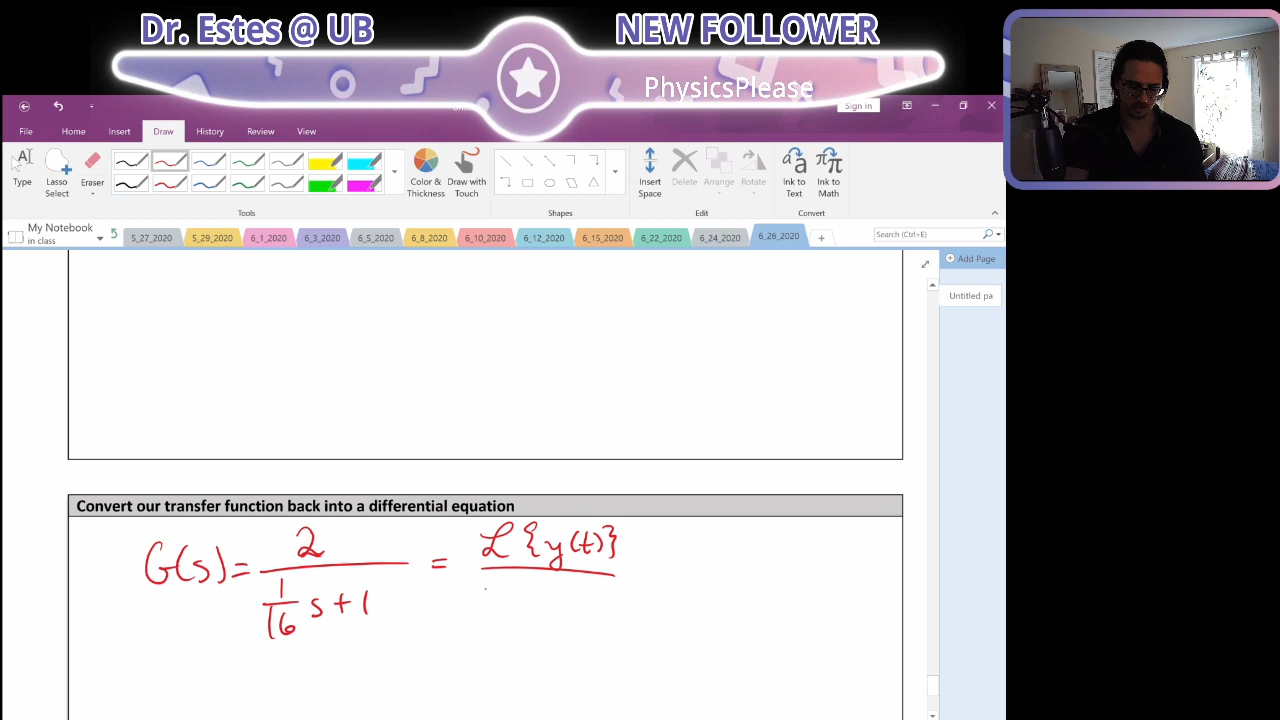 Dr. Estes @ UB
NEW FOLLOWER
PhysicsPlease
Sign in
File Home Insert Draw History Review View
Type
Lasso Select
Eraser
Color & Thickness
Draw with Touch
Insert Space
Delete
Arrange
Rotate
Ink to Text
Ink to Math
Tools
Shapes
Edit
Convert
My Notebook
in class
5
5_27_2020 5_29_2020 6_1_2020 6_3_2020 6_5_2020 6_8_2020 6_10_2020 6_12_2020 6_15_2020 6_22_2020 6_24_2020 6_26_2020 +
Search (Ctrl+E)
Add Page
Untitled pa
Convert our transfer function back into a differential equation
G(s) = 2 / (1/16 s + 1) = ℒ{y(t)}